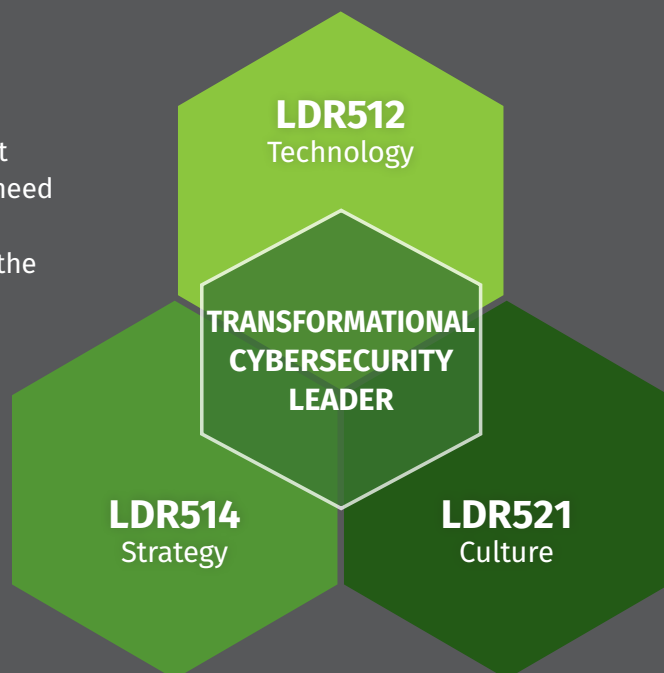 t
need
the
LDR512
Technology
TRANSFORMATIONAL
CYBERSECURITY
LEADER
LDR514
Strategy
LDR521
Culture